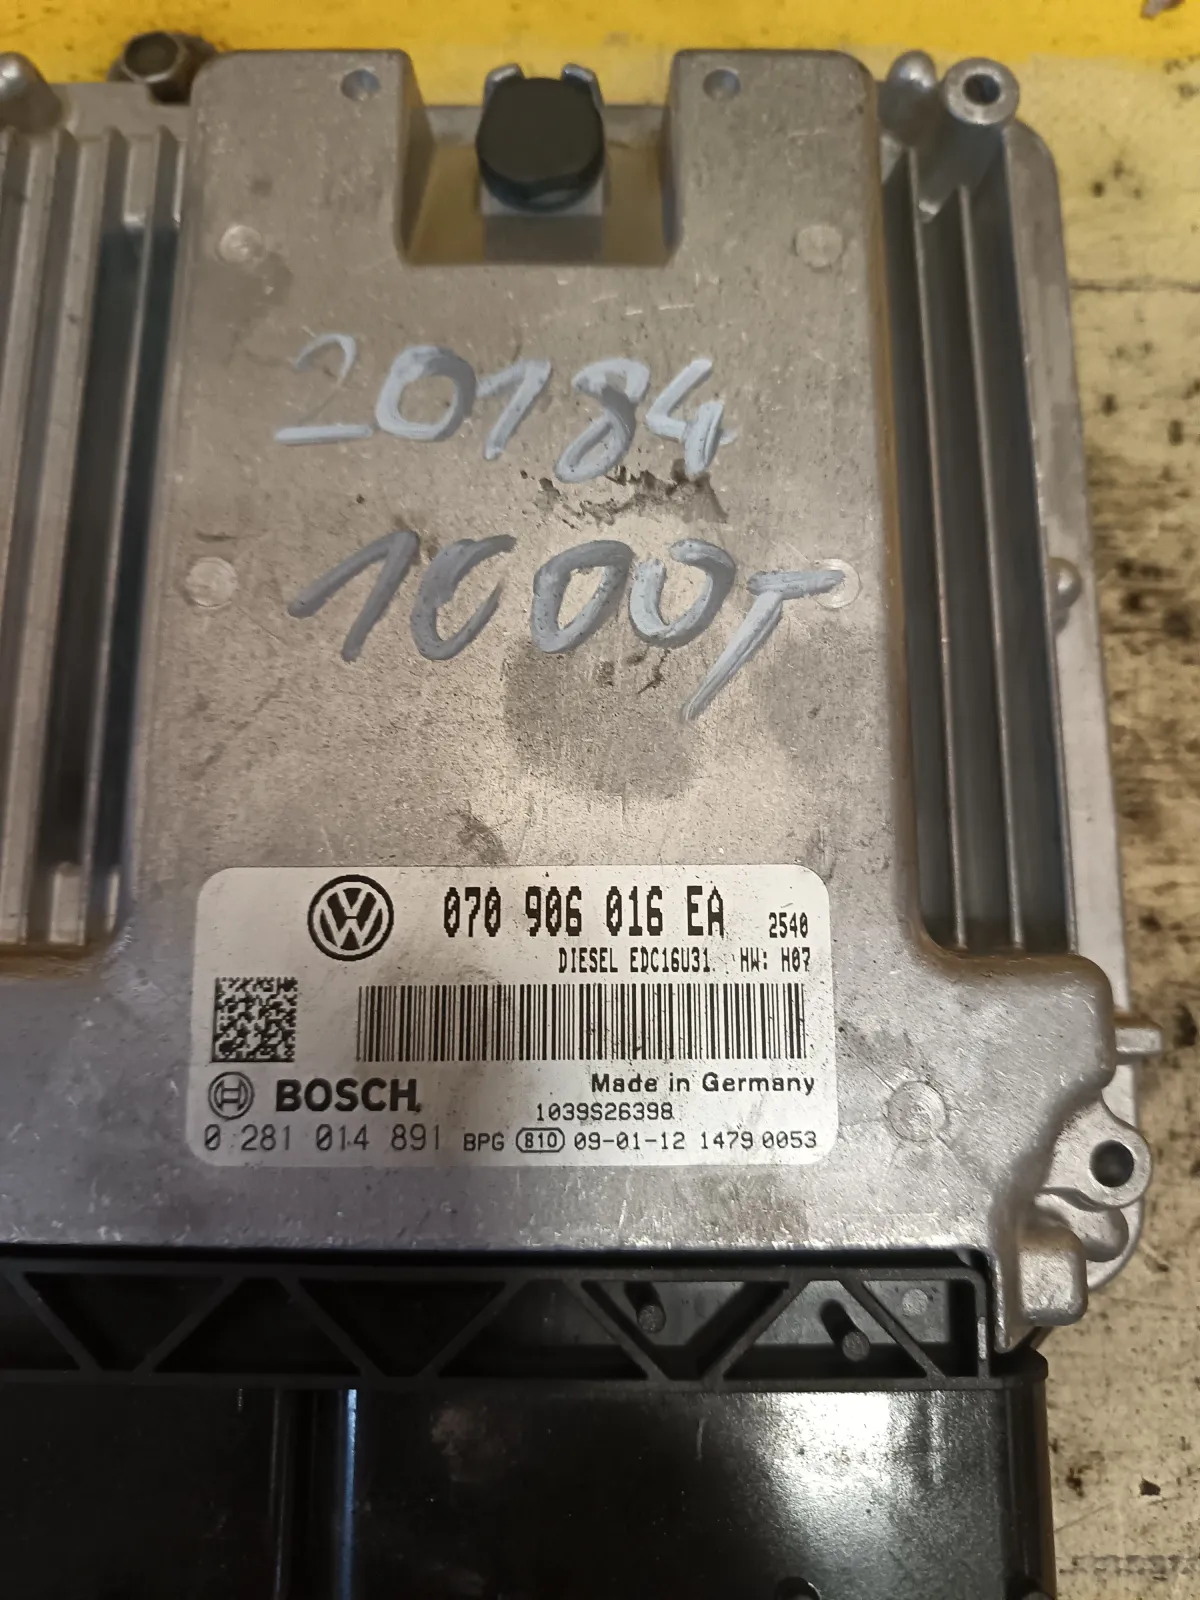 20184
1000T
070 906 016 EA 2540
DIESEL EDC16U31 HW: H07
BOSCH
Made in Germany
1039S26398
0 281 014 891 BPG 810 09-01-12 1479 0053